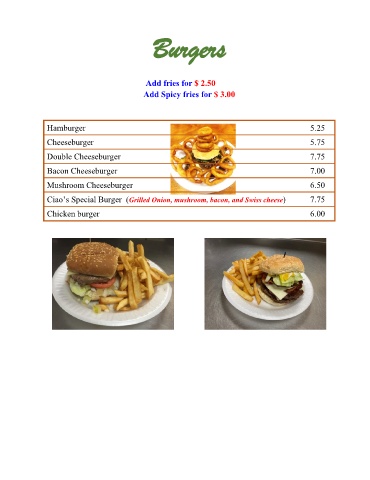 Burgers
Add fries for $ 2.50
Add Spicy fries for $ 3.00
Hamburger 5.25
Cheeseburger 5.75
Double Cheeseburger 7.75
Bacon Cheeseburger 7.00
Mushroom Cheeseburger 6.50
Ciao’s Special Burger (Grilled Onion, mushroom, bacon, and Swiss cheese) 7.75
Chicken burger 6.00